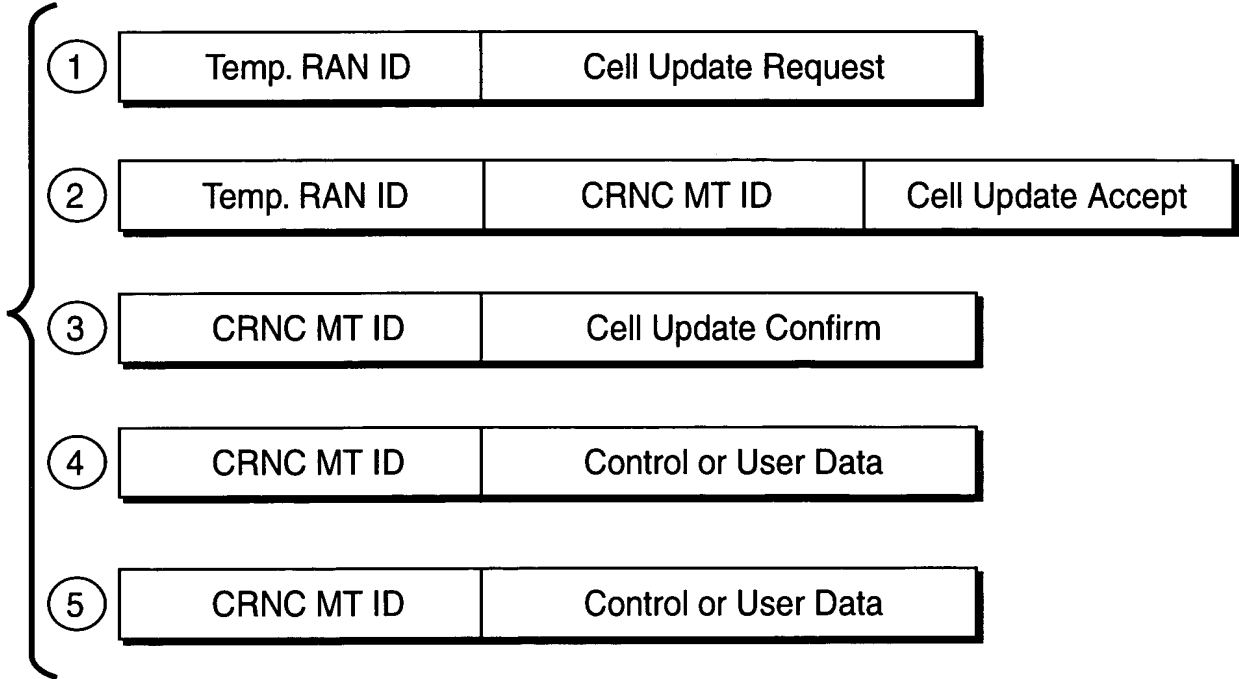 1 Temp. RAN ID Cell Update Request
2 Temp. RAN ID CRNC MT ID Cell Update Accept
3 CRNC MT ID Cell Update Confirm
4 CRNC MT ID Control or User Data
5 CRNC MT ID Control or User Data